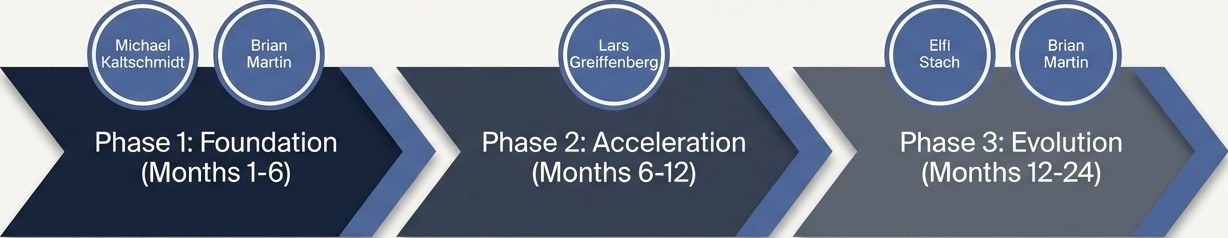 Michael
Kaltschmidt
Brian
Martin
Phase 1: Foundation
(Months 1-6)
Lars
Greiffenberg
Phase 2: Acceleration
(Months 6-12)
Elfi
Stach
Brian
Martin
Phase 3: Evolution
(Months 12-24)